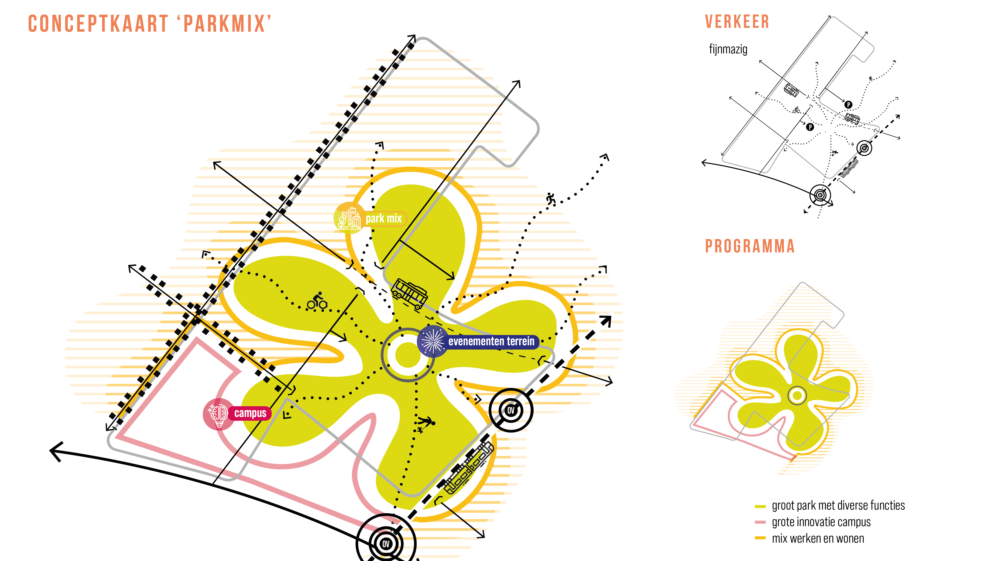 CONCEPTKAART ‘PARKMIX’
park mix
evenementen terrein
campus
OV
OV
VERKEER
fijnmazig
P
P
PROGRAMMA
groot park met diverse functies
grote innovatie campus
mix werken en wonen